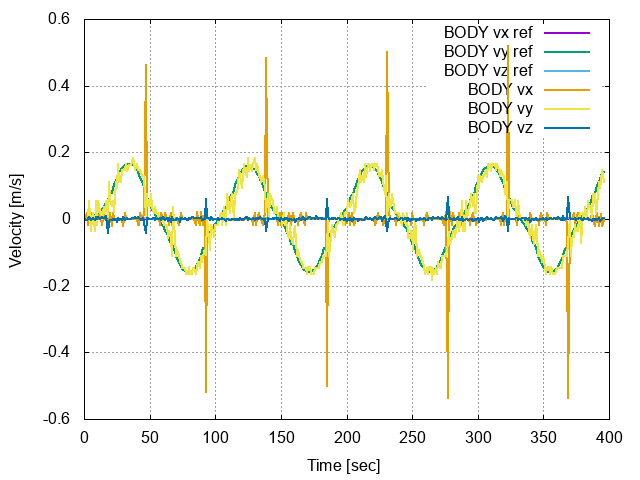 0.6
0.4
0.2
0
-0.2
-0.4
-0.6
Velocity [m/s]
BODY vx ref
BODY vy ref
BODY vz ref
BODY vx
BODY vy
BODY vz
0 50 100 150 200 250 300 350 400
Time [sec]